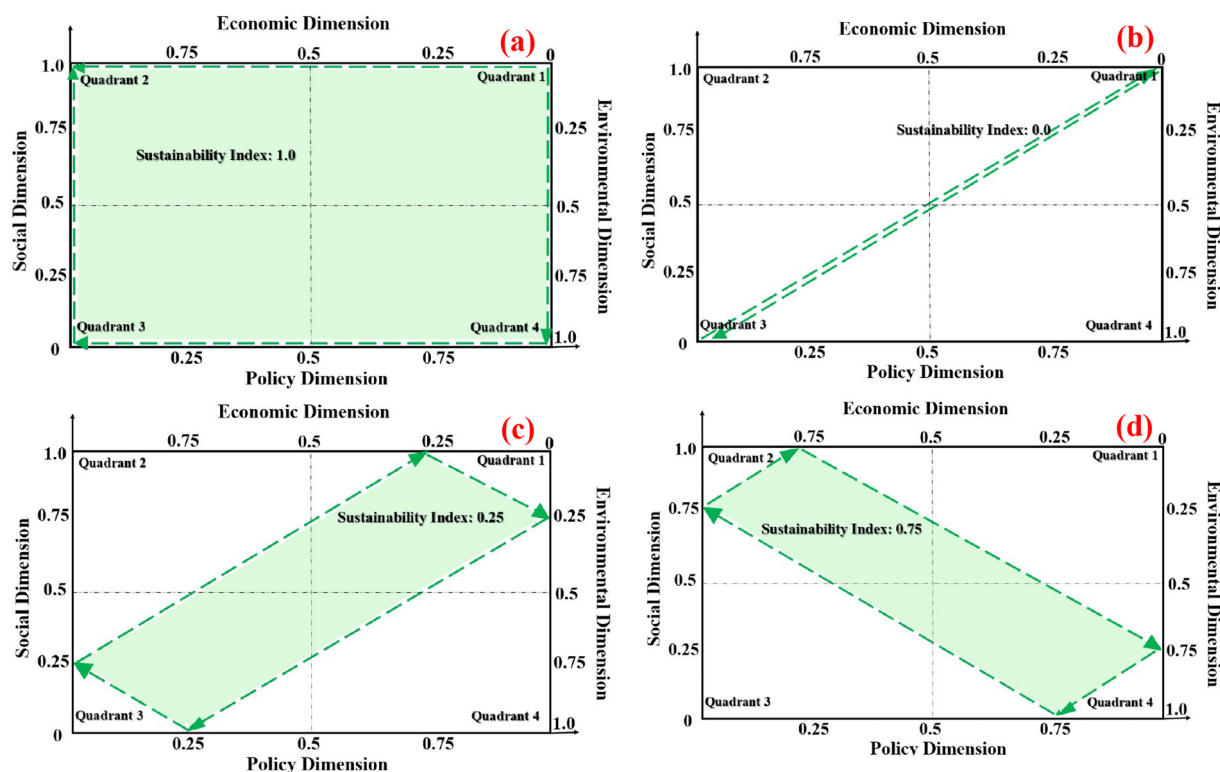 Economic Dimension
(a)
0.75 0.5 0.25 0
1.0
Quadrant 2 Quadrant 1
0.75 0.25
Sustainability Index: 1.0
0.5 0.5
0.25 0.75
Quadrant 3 Quadrant 4
0 1.0
0.25 0.5 0.75
Social Dimension
Environmental Dimension
Policy Dimension
Economic Dimension
(b)
0.75 0.5 0.25 0
1.0
Quadrant 2 Quadrant 1
0.75 0.25
Sustainability Index: 0.0
0.5 0.5
0.25 0.75
Quadrant 3 Quadrant 4
0 1.0
0.25 0.5 0.75
Social Dimension
Environmental Dimension
Policy Dimension
Economic Dimension
(c)
0.75 0.5 0.25 0
1.0
Quadrant 2 Quadrant 1
0.75 0.25
Sustainability Index: 0.25
0.5 0.5
0.25 0.75
Quadrant 3 Quadrant 4
0 1.0
0.25 0.5 0.75
Social Dimension
Environmental Dimension
Policy Dimension
Economic Dimension
(d)
0.75 0.5 0.25 0
1.0
Quadrant 2 Quadrant 1
0.75 0.25
Sustainability Index: 0.75
0.5 0.5
0.25 0.75
Quadrant 3 Quadrant 4
0 1.0
0.25 0.5 0.75
Social Dimension
Environmental Dimension
Policy Dimension